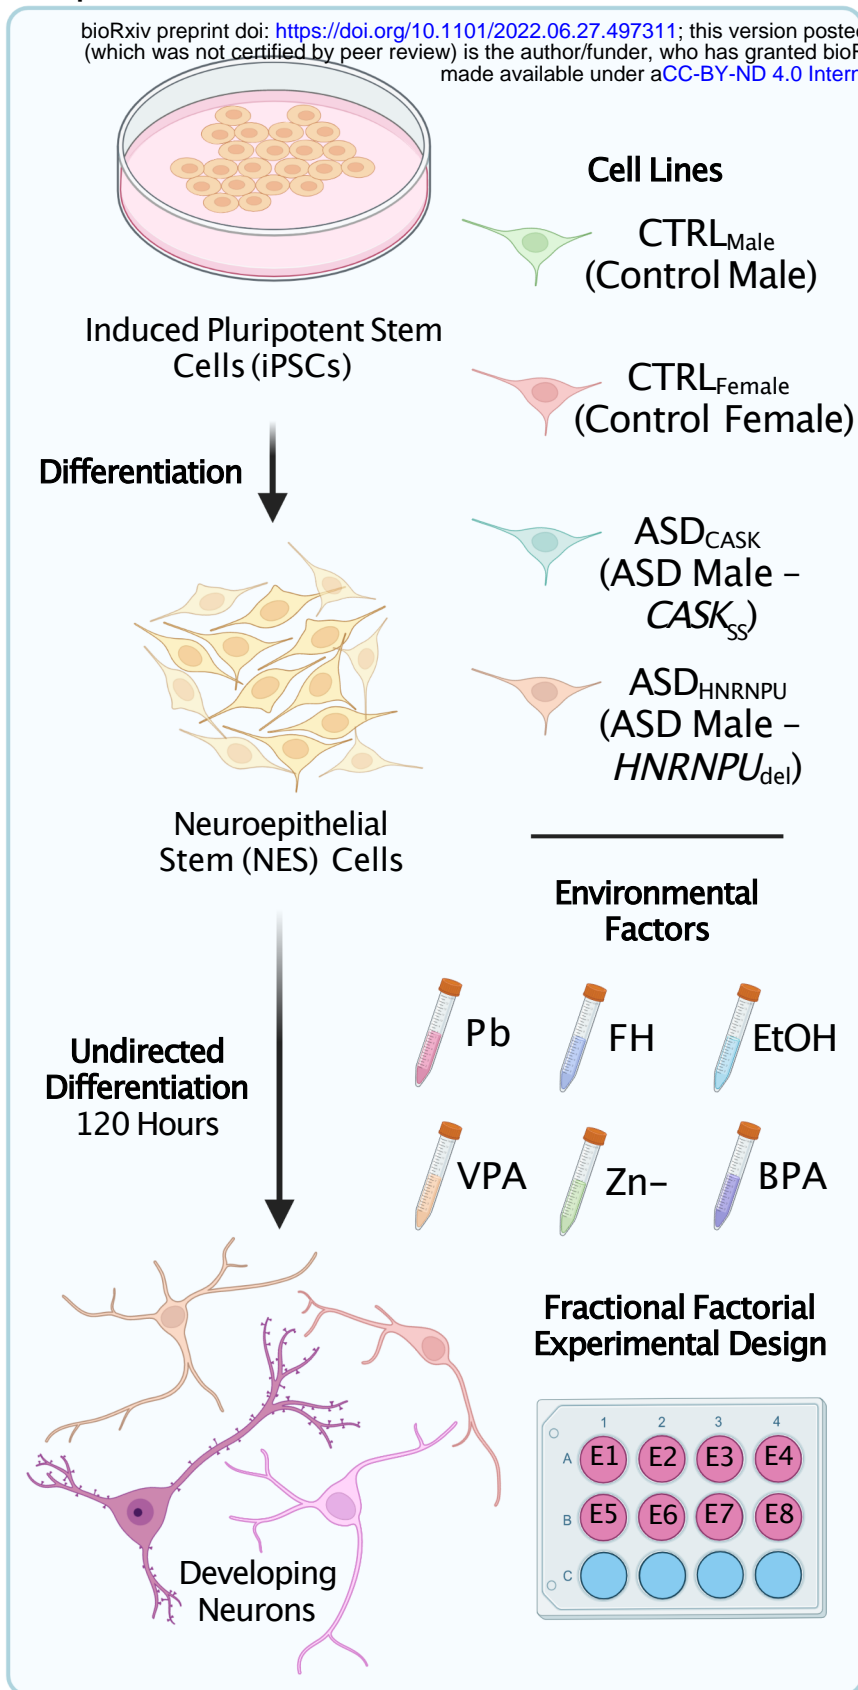 bioRxiv preprint doi: https://doi.org/10.1101/2022.06.27.497311; this version posted
(which was not certified by peer review) is the author/funder, who has granted
made available under aCC-BY-ND 4.0
Induced Pluripotent Stem
Cells (iPSCs)
Differentiation
Neuroepithelial
Stem (NES) Cells
Undirected
Differentiation
120 Hours
Developing
Neurons
Cell Lines
CTRLMale
(Control Male)
CTRLFemale
(Control Female)
ASDCASK
(ASD Male –
CASKSS)
ASDHNRNPU
(ASD Male –
HNRNPUdel)
Environmental
Factors
Pb FH EtOH
VPA Zn– BPA
Fractional Factorial
Experimental Design
1 2 3 4
A E1 E2 E3 E4
B E5 E6 E7 E8
C